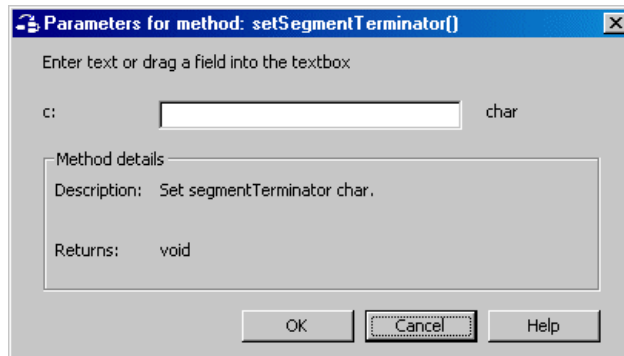 Parameters for method: setSegmentTerminator()
Enter text or drag a field into the textbox
c: char
Method details
Description: Set segmentTerminator char.
Returns: void
OK Cancel Help